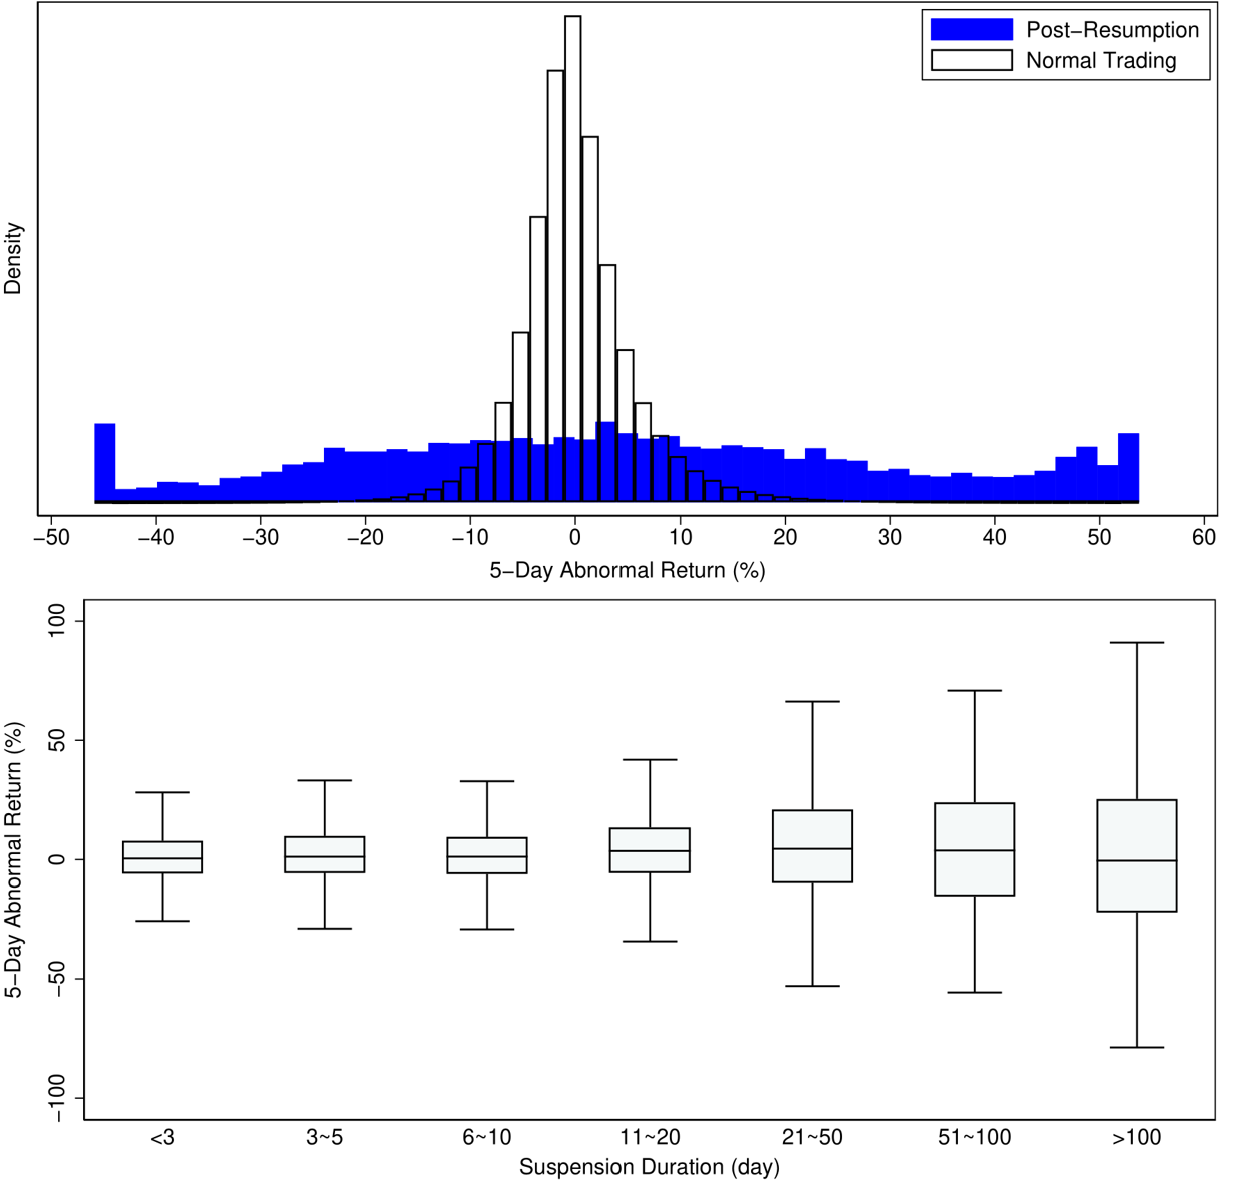 Post−Resumption
Normal Trading
Density
−50 −40 −30 −20 −10 0 10 20 30 40 50 60
5−Day Abnormal Return (%)
100
50
0
−50
−100
5−Day Abnormal Return (%)
<3 3~5 6~10 11~20 21~50 51~100 >100
Suspension Duration (day)